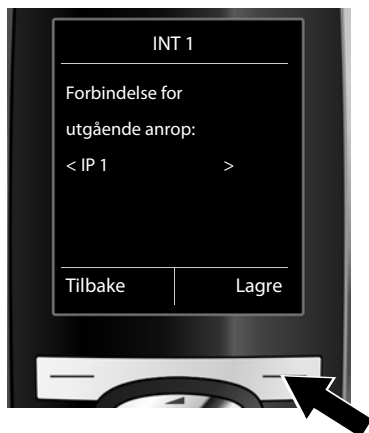 INT 1
Forbindelse for
utgående anrop:
< IP 1 >
Tilbake Lagre